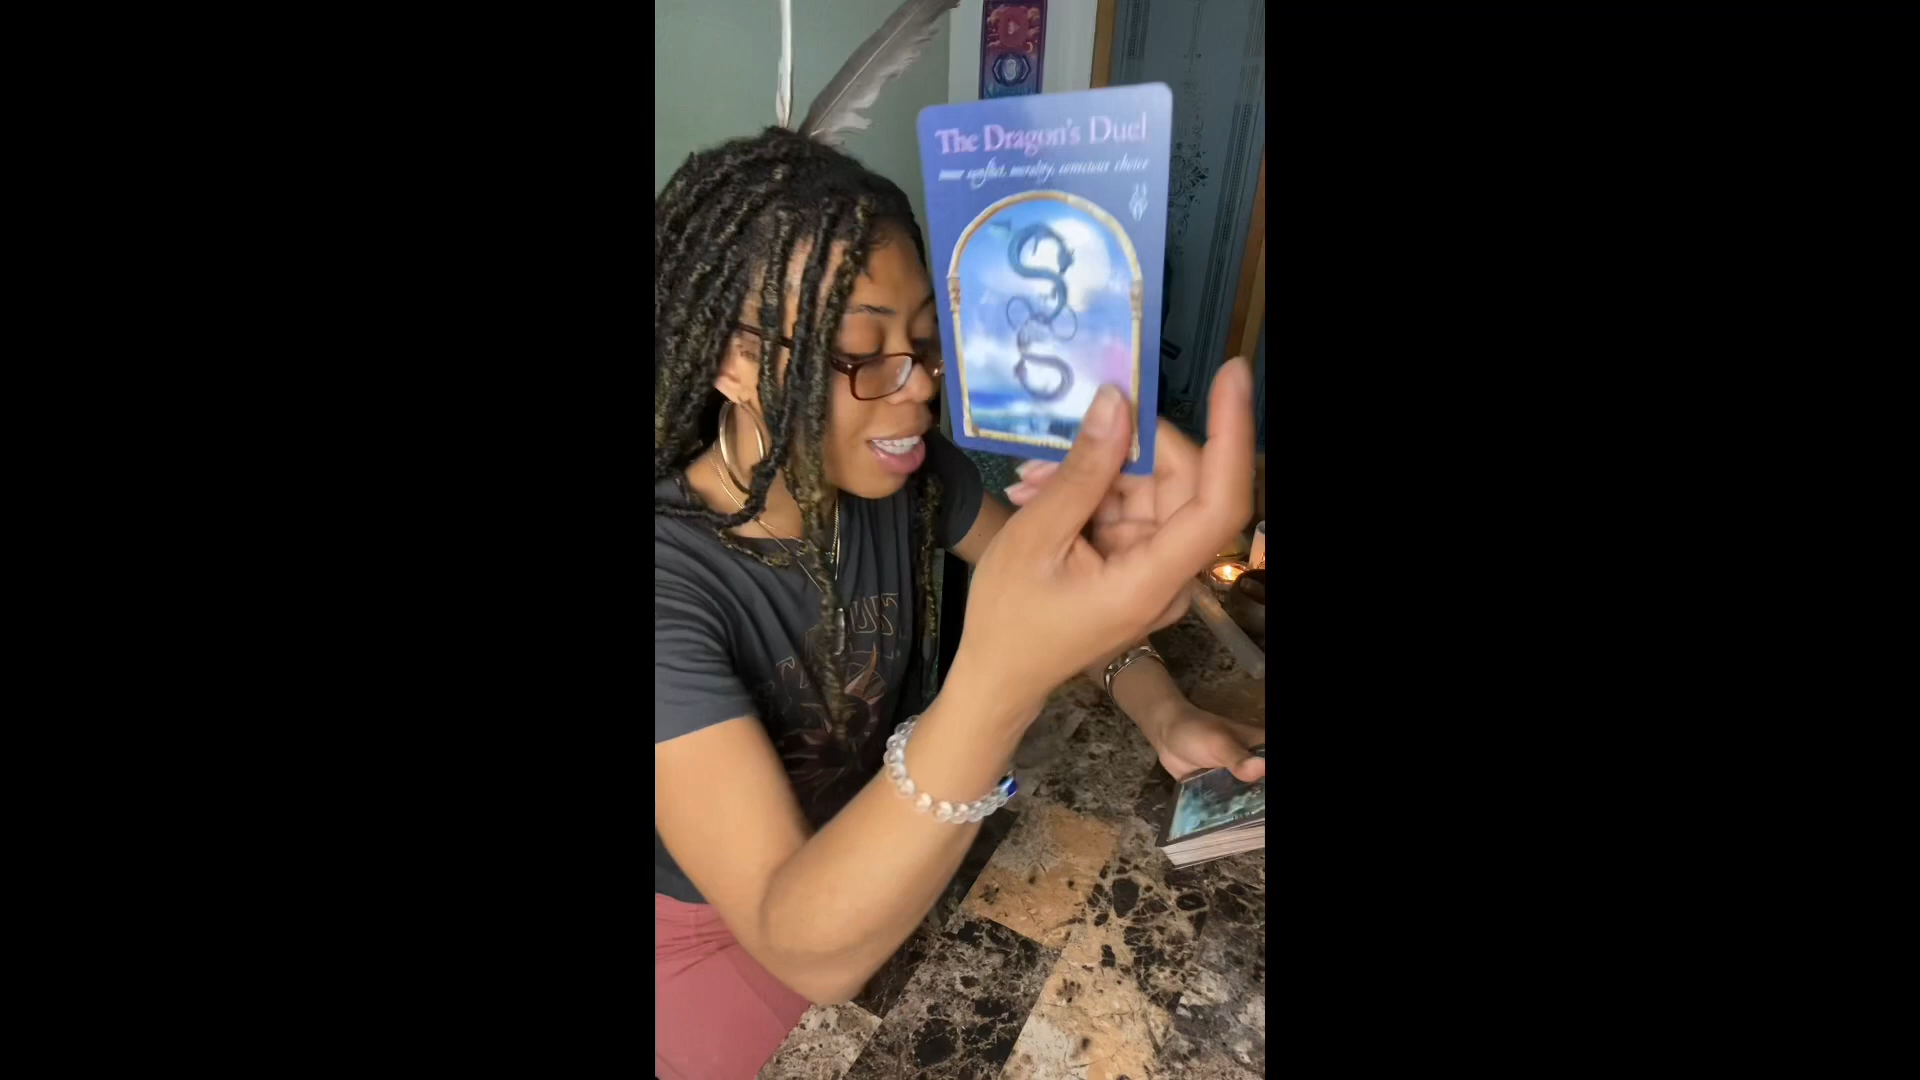 The Dragon's Duel
inner conflict, morality, conscious choice